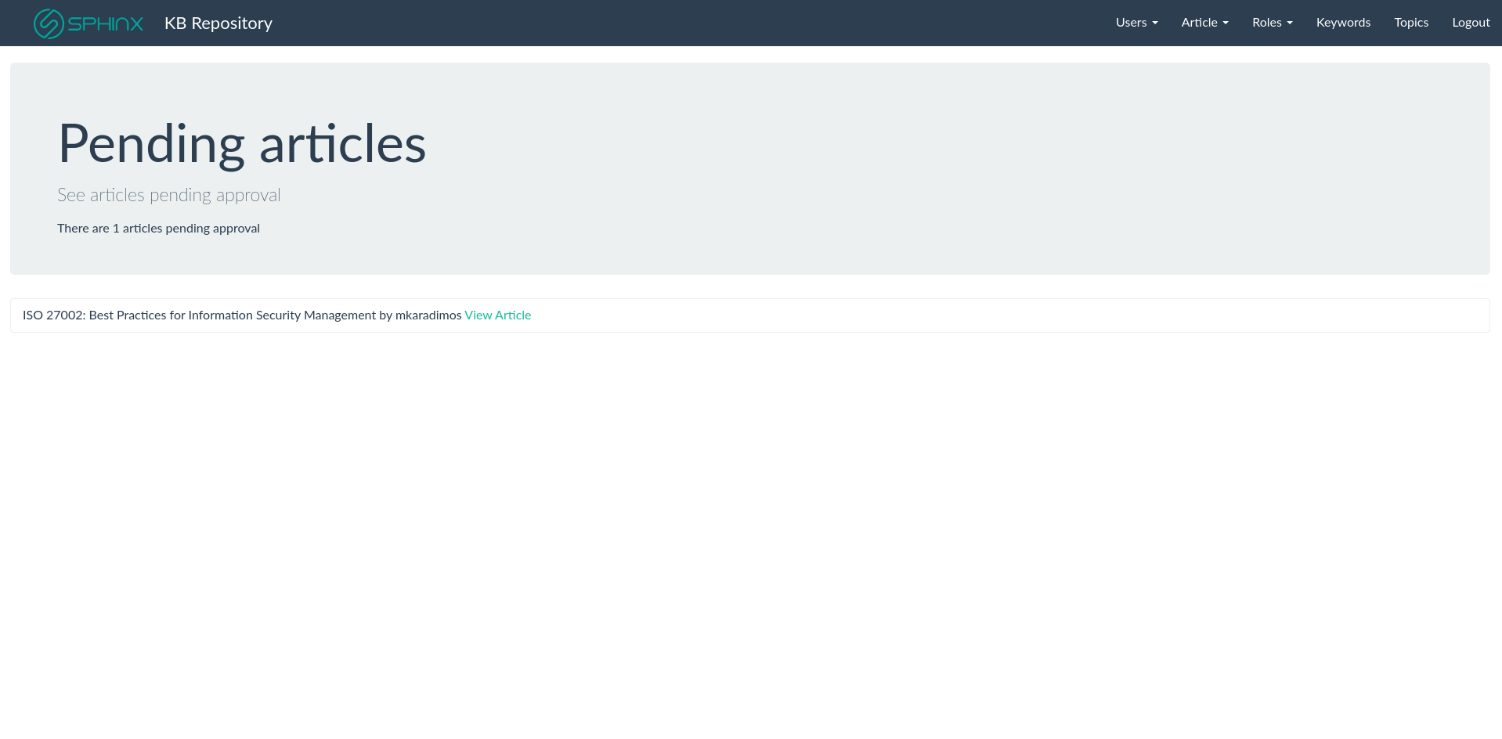 SPHINX KB Repository Users Article Roles Keywords Topics Logout
Pending articles
See articles pending approval
There are 1 articles pending approval
ISO 27002: Best Practices for Information Security Management by mkaradimos View Article